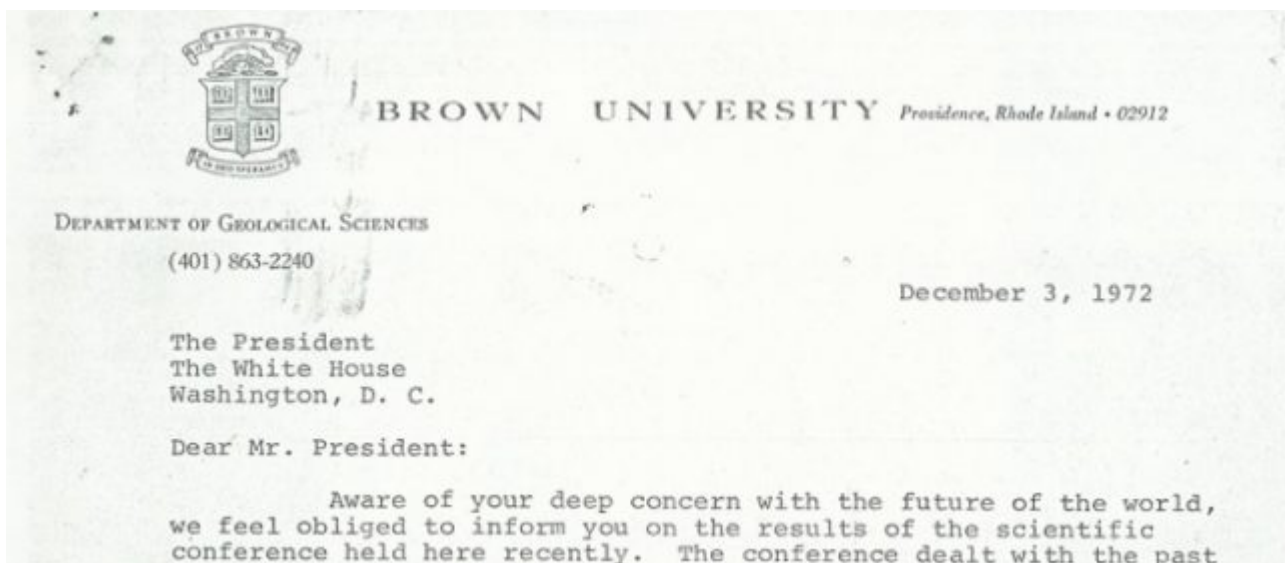 BROWN
BROWN UNIVERSITY Providence, Rhode Island • 02912
DEPARTMENT OF GEOLOGICAL SCIENCES
(401) 863-2240
December 3, 1972
The President
The White House
Washington, D. C.
Dear Mr. President:
Aware of your deep concern with the future of the world,
we feel obliged to inform you on the results of the scientific
conference held here recently. The conference dealt with the past